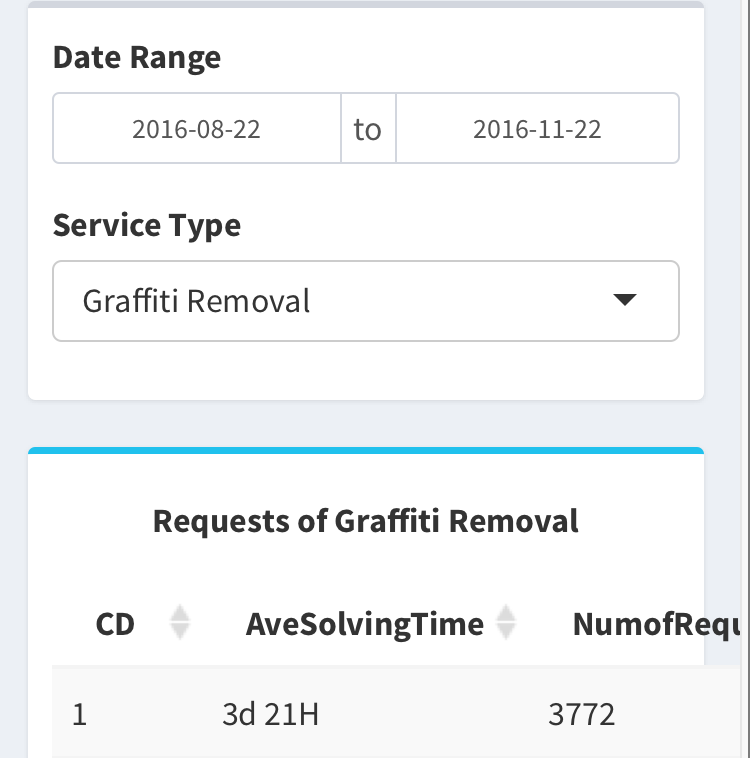 Date Range
2016-08-22 to 2016-11-22
Service Type
Graffiti Removal
Requests of Graffiti Removal
CD AveSolvingTime NumofRequ
1 3d 21H 3772